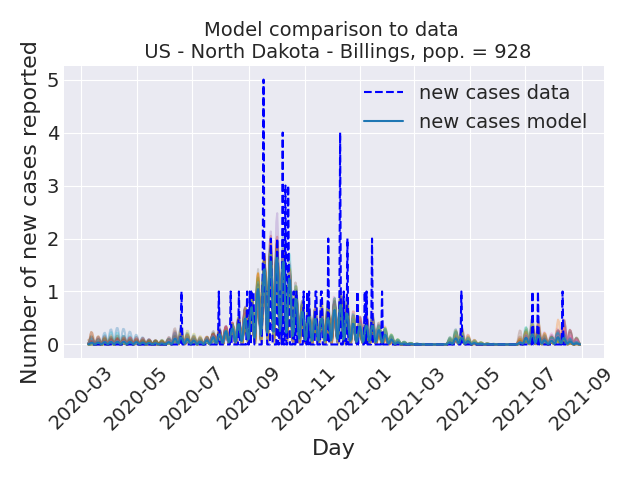 Model comparison to data
US - North Dakota - Billings, pop. = 928
Number of new cases reported
5
4
3
2
1
0
new cases data
new cases model
2020-03
2020-05
2020-07
2020-09
2020-11
2021-01
2021-03
2021-05
2021-07
2021-09
Day